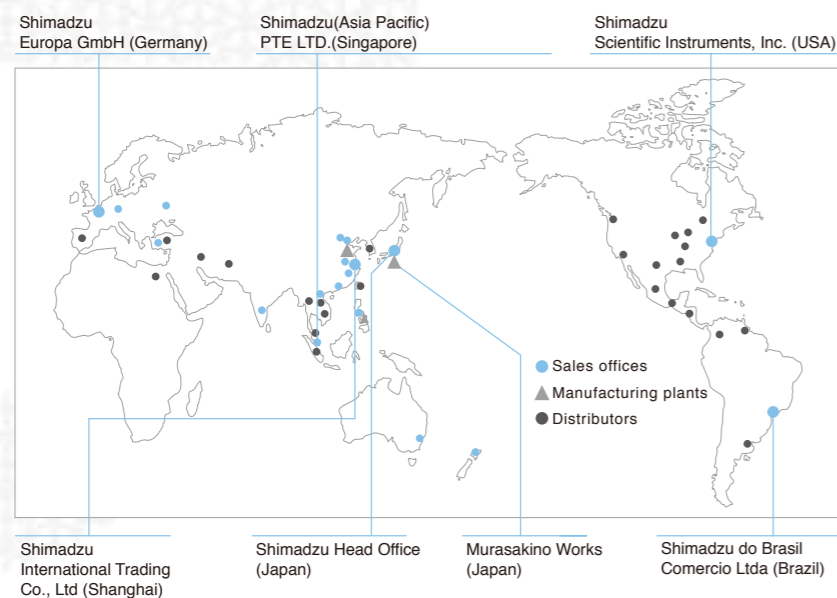 Shimadzu
Europa GmbH (Germany)
Shimadzu(Asia Pacific)
PTE LTD.(Singapore)
Shimadzu
Scientific Instruments, Inc. (USA)
Sales offices
Manufacturing plants
Distributors
Shimadzu
International Trading
Co., Ltd (Shanghai)
Shimadzu Head Office
(Japan)
Murasakino Works
(Japan)
Shimadzu do Brasil
Comercio Ltda (Brazil)